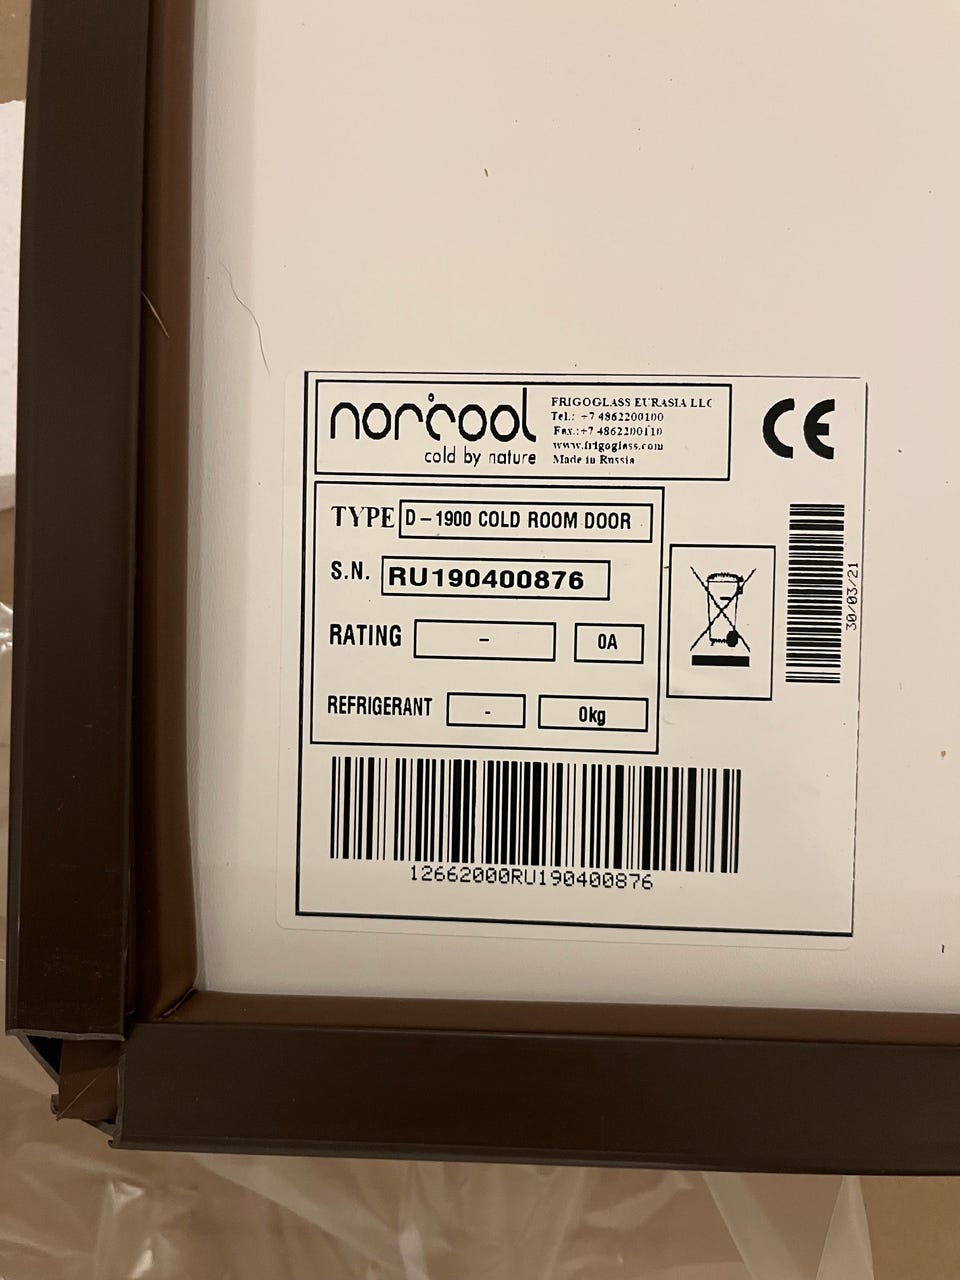 norcool
cold by nature
FRIGOGLASS EURASIA LLC
Tel.: +7 4862200100
Fax.:+7 4862200110
www.frigoglass.com
Made in Russia
CE
TYPE D-1900 COLD ROOM DOOR
S.N. RU190400876
RATING - 0A
REFRIGERANT - 0kg
30/03/21
12662000RU190400876